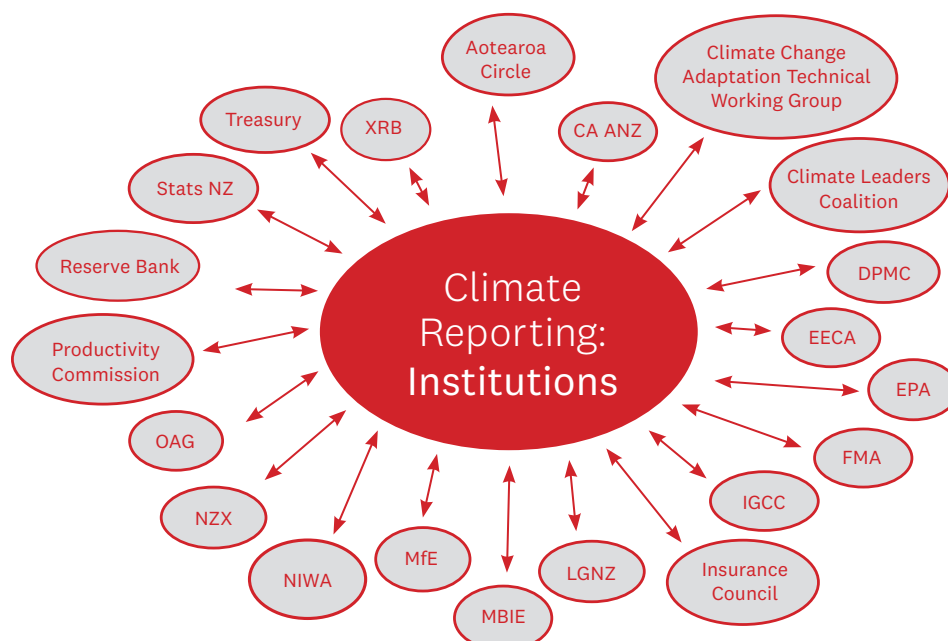 Aotearoa
Circle
Climate Change
Adaptation Technical
Working Group
Treasury
XRB
CA ANZ
Stats NZ
Climate Leaders
Coalition
Reserve Bank
DPMC
Climate
Reporting:
Institutions
EECA
Productivity
Commission
EPA
OAG
FMA
IGCC
NZX
MfE
LGNZ
Insurance
Council
NIWA
MBIE